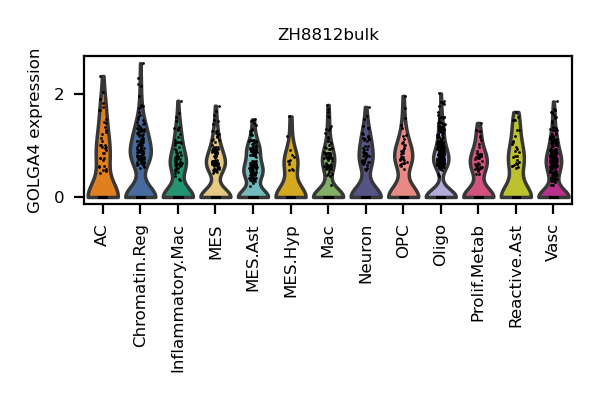 ZH8812bulk
GOLGA4 expression
2
0
AC
Chromatin.Reg
Inflammatory.Mac
MES
MES.Ast
MES.Hyp
Mac
Neuron
OPC
Oligo
Prolif.Metab
Reactive.Ast
Vasc